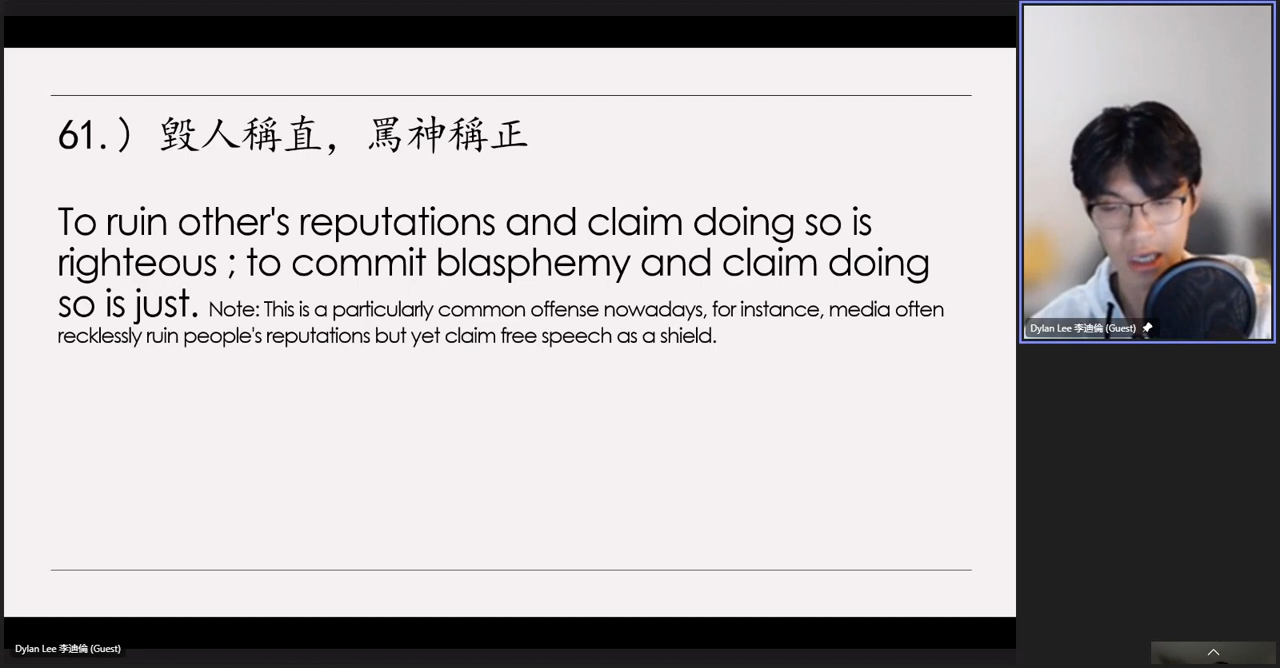 61.）毀人稱直，罵神稱正
To ruin other's reputations and claim doing so is
righteous ; to commit blasphemy and claim doing
so is just. Note: This is a particularly common offense nowadays, for instance, media often
recklessly ruin people's reputations but yet claim free speech as a shield.
Dylan Lee 李迪倫 (Guest)
Dylan Lee 李迪倫 (Guest)